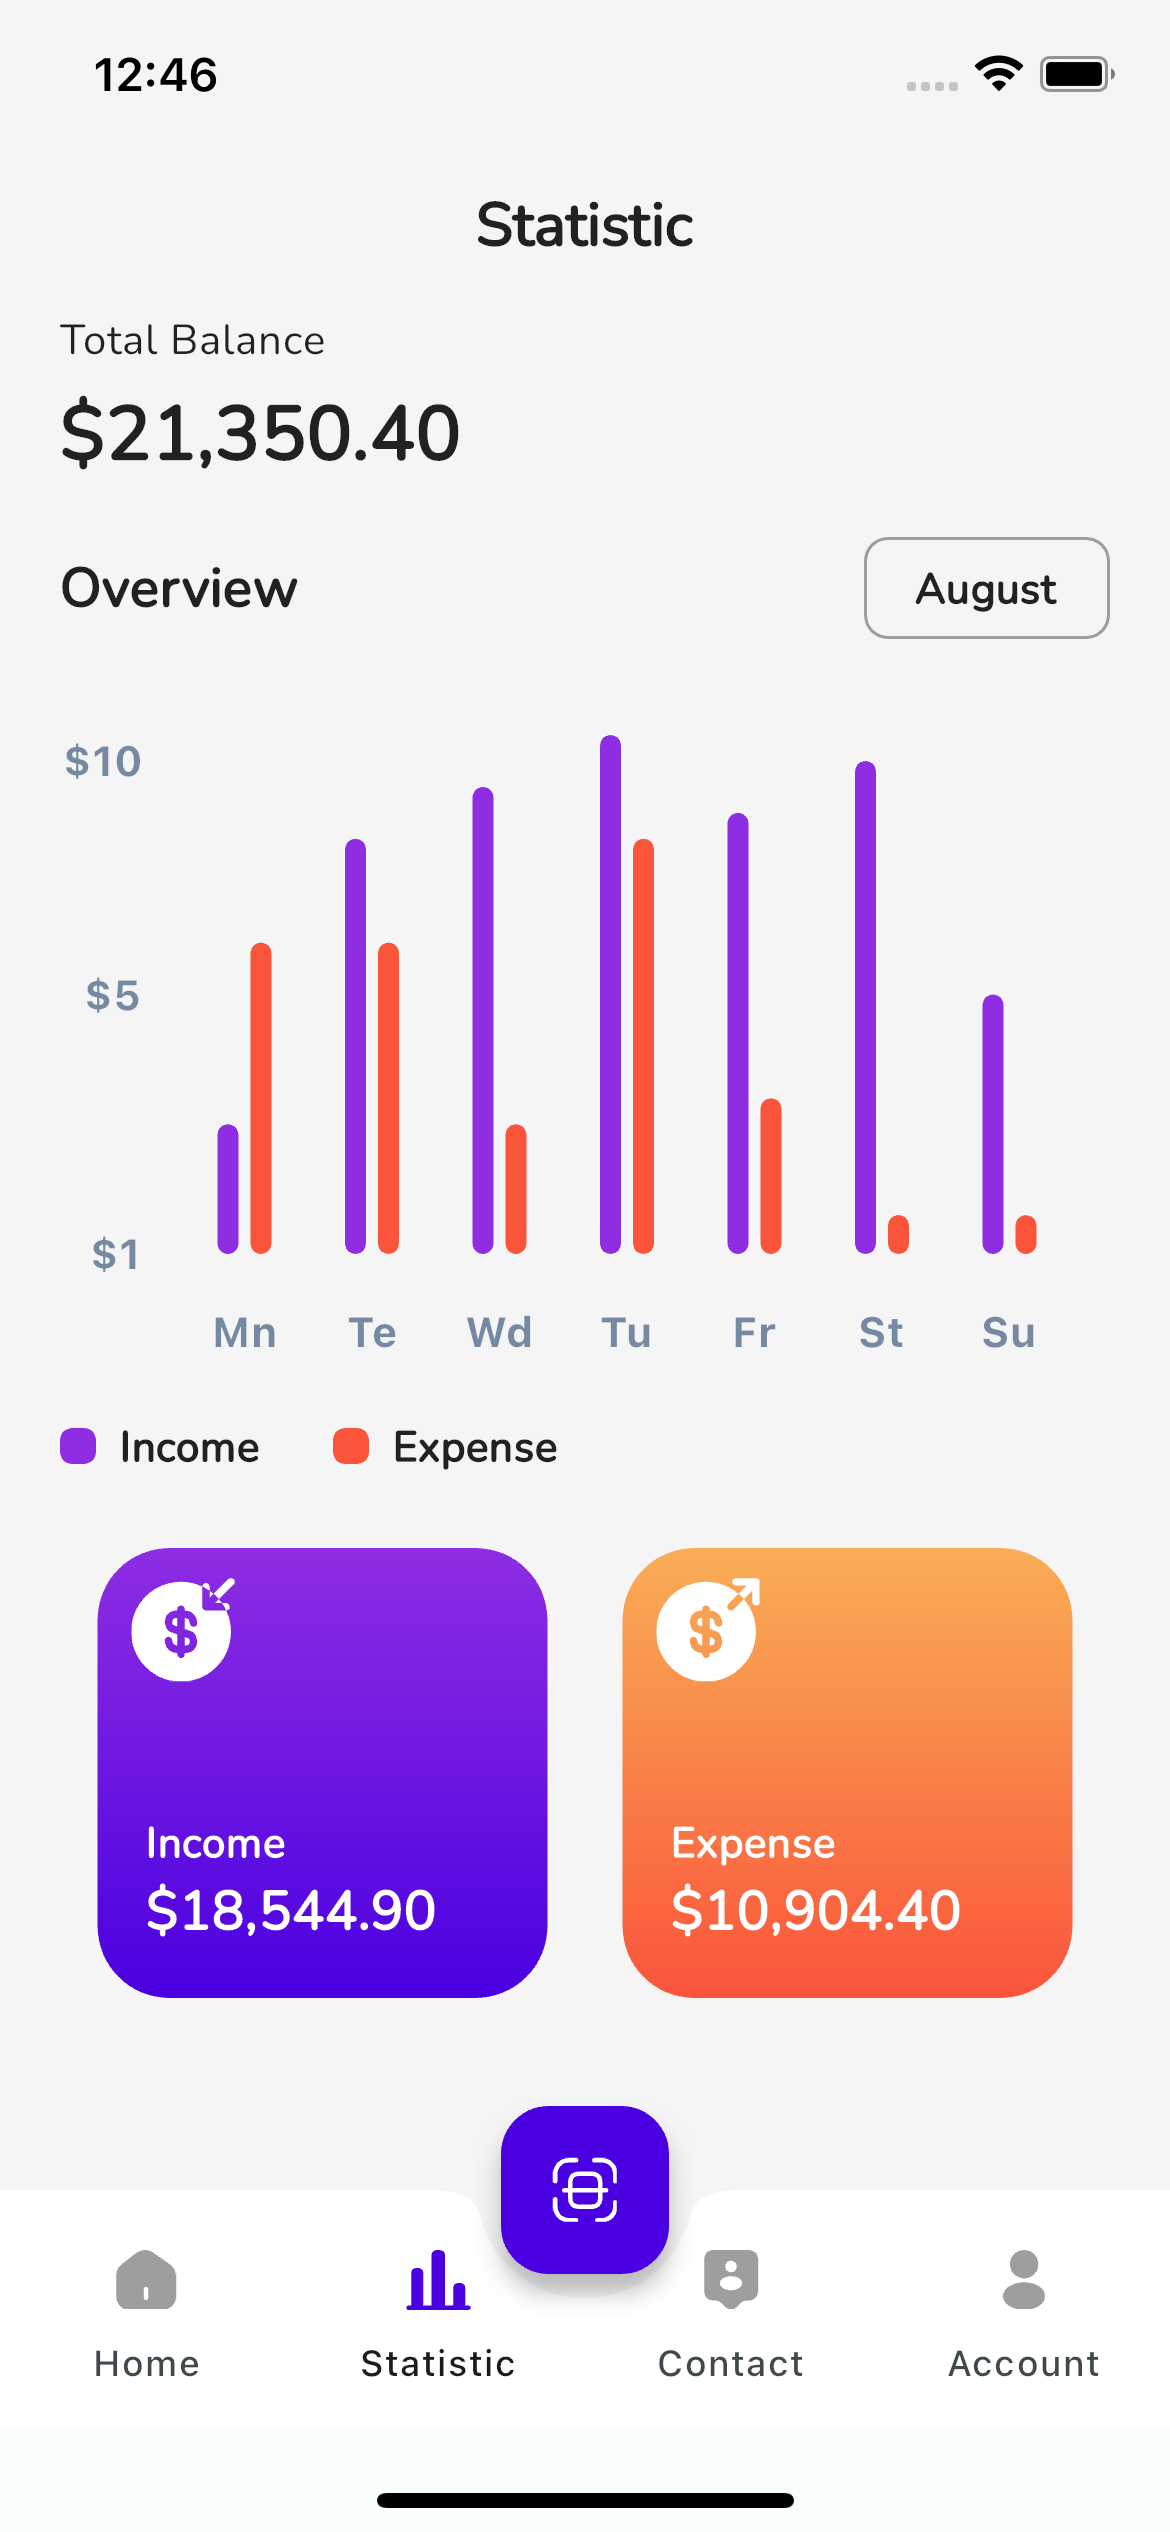 12:46
Statistic
Total Balance
$21,350.40
Overview
August
$10
$5
$1
Mn Te Wd Tu Fr St Su
Income Expense
$ $
Income Expense
$18,544.90 $10,904.40
Home Statistic Contact Account